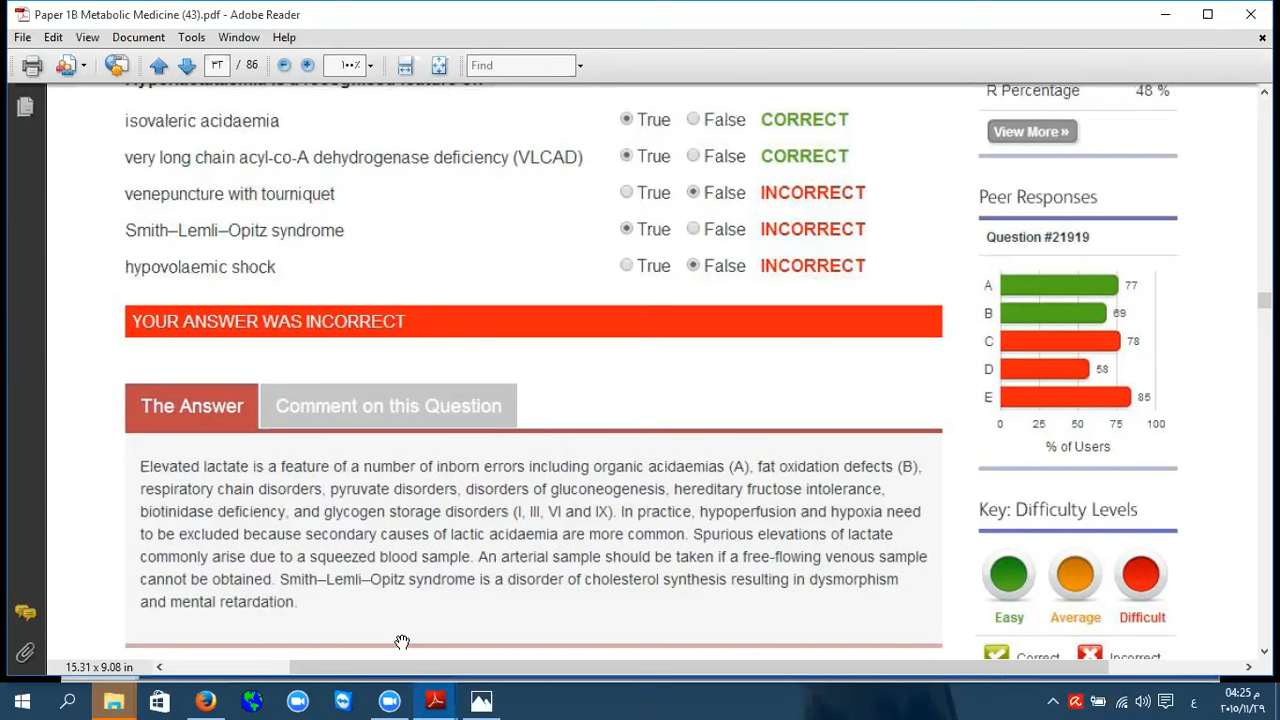 Paper 1B Metabolic Medicine (43).pdf - Adobe Reader
File Edit View Document Tools Window Help
٣٣ / 86 ١٠٠٪ Find
R Percentage 48 %
View More»
isovaleric acidaemia True False CORRECT
very long chain acyl-co-A dehydrogenase deficiency (VLCAD) True False CORRECT
venepuncture with tourniquet True False INCORRECT
Smith–Lemli–Opitz syndrome True False INCORRECT
hypovolaemic shock True False INCORRECT
YOUR ANSWER WAS INCORRECT
The Answer Comment on this Question
Elevated lactate is a feature of a number of inborn errors including organic acidaemias (A), fat oxidation defects (B),
respiratory chain disorders, pyruvate disorders, disorders of gluconeogenesis, hereditary fructose intolerance,
biotinidase deficiency, and glycogen storage disorders (I, III, VI and IX). In practice, hypoperfusion and hypoxia need
to be excluded because secondary causes of lactic acidaemia are more common. Spurious elevations of lactate
commonly arise due to a squeezed blood sample. An arterial sample should be taken if a free-flowing venous sample
cannot be obtained. Smith–Lemli–Opitz syndrome is a disorder of cholesterol synthesis resulting in dysmorphism
and mental retardation.
Peer Responses
Question #21919
A 77
B 69
C 78
D 58
E 85
0 25 50 75 100
% of Users
Key: Difficulty Levels
Easy Average Difficult
Correct Incorrect
15.31 x 9.08 in
ع
04:25 م
٢٠١٥/١١/٢٩